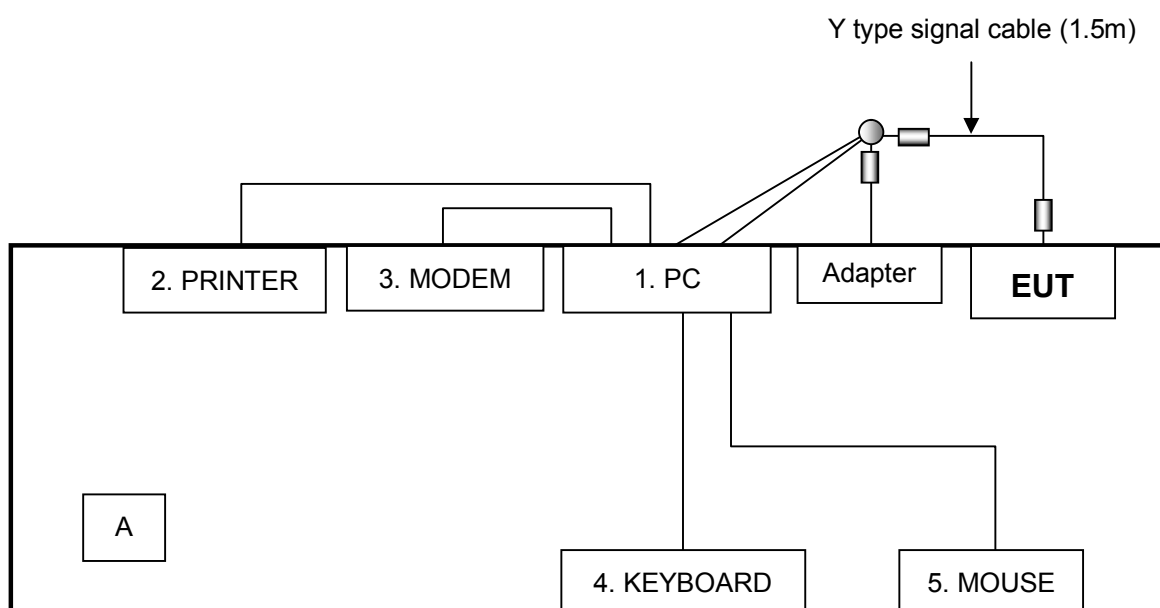 Y type signal cable (1.5m)
2. PRINTER
3. MODEM
1. PC
Adapter
EUT
A
4. KEYBOARD
5. MOUSE